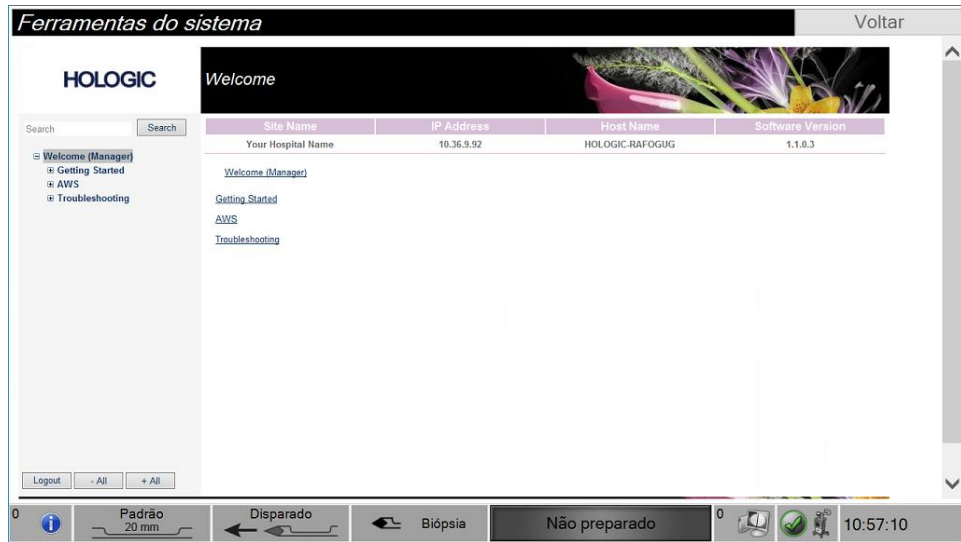 Ferramentas do sistema
Voltar
HOLOGIC
Welcome
Search
Search
Site Name IP Address Host Name Software Version
Your Hospital Name 10.36.9.92 HOLOGIC-RAFOGUG 1.1.0.3
Welcome (Manager)
Getting Started
AWS
Troubleshooting
Welcome (Manager)
Getting Started
AWS
Troubleshooting
Logout - All + All
0
Padrão
20 mm
Disparado
Biópsia
Não preparado
0
10:57:10